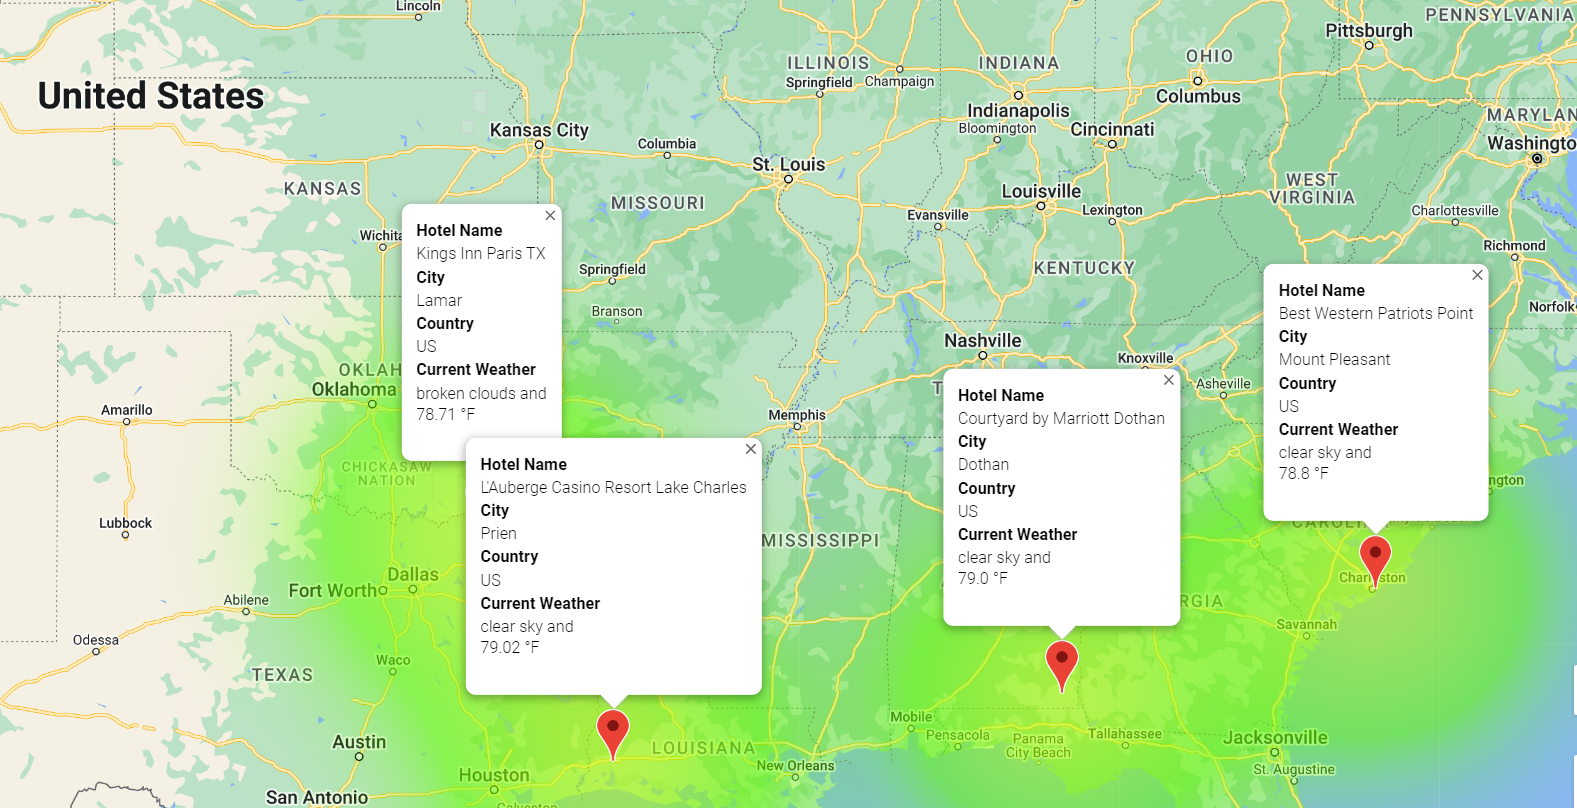 Lincoln
PENNSYLVANIA
Pittsburgh
ILLINOIS
INDIANA
OHIO
Springfield
Champaign
United States
Indianapolis
Columbus
MARYLAN
Kansas City
Bloomington
Cincinnati
Columbia
Washingto
St. Louis
KANSAS
MISSOURI
Louisville
WEST
VIRGINIA
Evansville
Lexington
Charlottesville
Wichita
Richmond
Springfield
KENTUCKY
Branson
Norfolk
Nashville
Knoxville
OKLAH
Oklahoma
Asheville
T
Amarillo
Memphis
CHICKASAW
NATION
ngton
Lubbock
CAROLIN
MISSISSIPPI
Dallas
Fort Worth
Charleston
Abilene
RGIA
Savannah
Odessa
Waco
TEXAS
Mobile
Pensacola
Panama
City Beach
Tallahassee
Jacksonville
Austin
LOUISIANA
New Orleans
St. Augustine
Houston
San Antonio
Galveston
Hotel Name
Kings Inn Paris TX
City
Lamar
Country
US
Current Weather
broken clouds and
78.71 °F
Hotel Name
L'Auberge Casino Resort Lake Charles
City
Prien
Country
US
Current Weather
clear sky and
79.02 °F
Hotel Name
Courtyard by Marriott Dothan
City
Dothan
Country
US
Current Weather
clear sky and
79.0 °F
Hotel Name
Best Western Patriots Point
City
Mount Pleasant
Country
US
Current Weather
clear sky and
78.8 °F